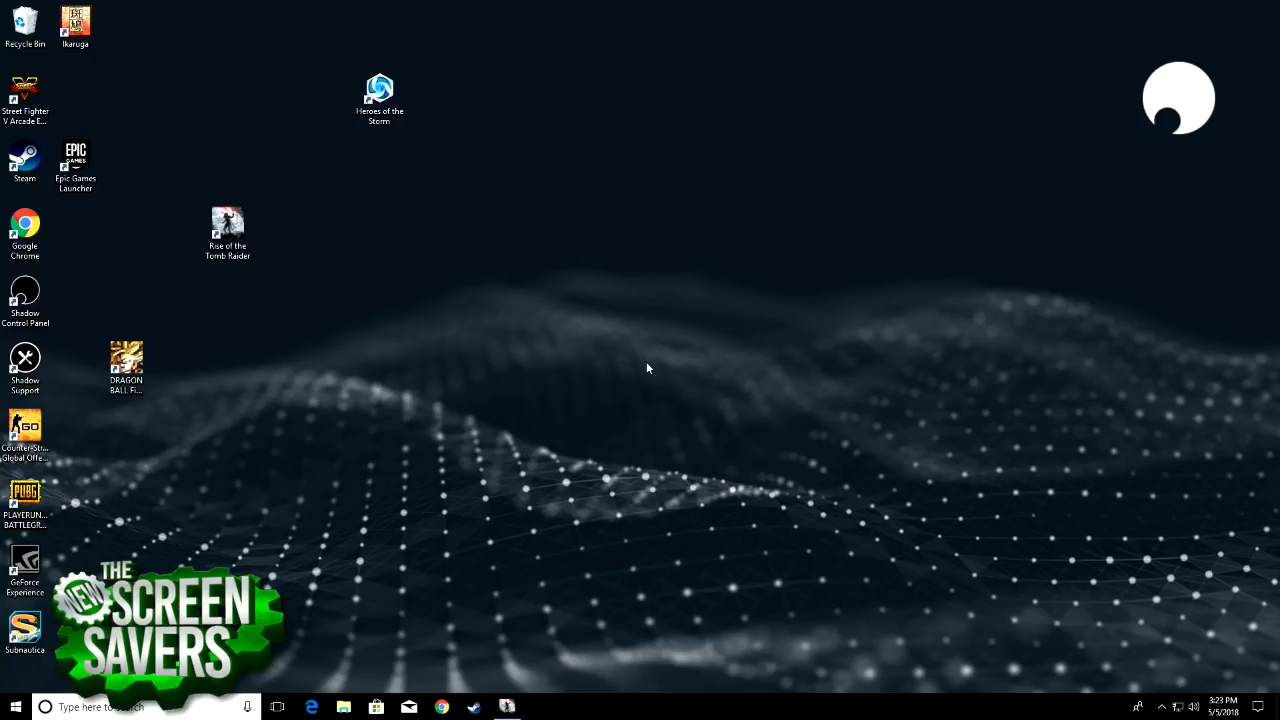 Recycle Bin
Ikaruga
Street Fighter
V Arcade E...
Heroes of the
Storm
Steam
EPIC
GAMES
Epic Games
Launcher
Google
Chrome
Rise of the
Tomb Raider
Shadow
Control Panel
Shadow
Support
DRAGON
BALL Fi...
GO
Counter-Str...
Global Offe...
PUBG
PLAYERUN...
BATTLEGR...
GeForce
Experience
Subnautica
THE
NEW
SCREEN
SAVERS
Type here to search
3:23 PM
5/5/2018